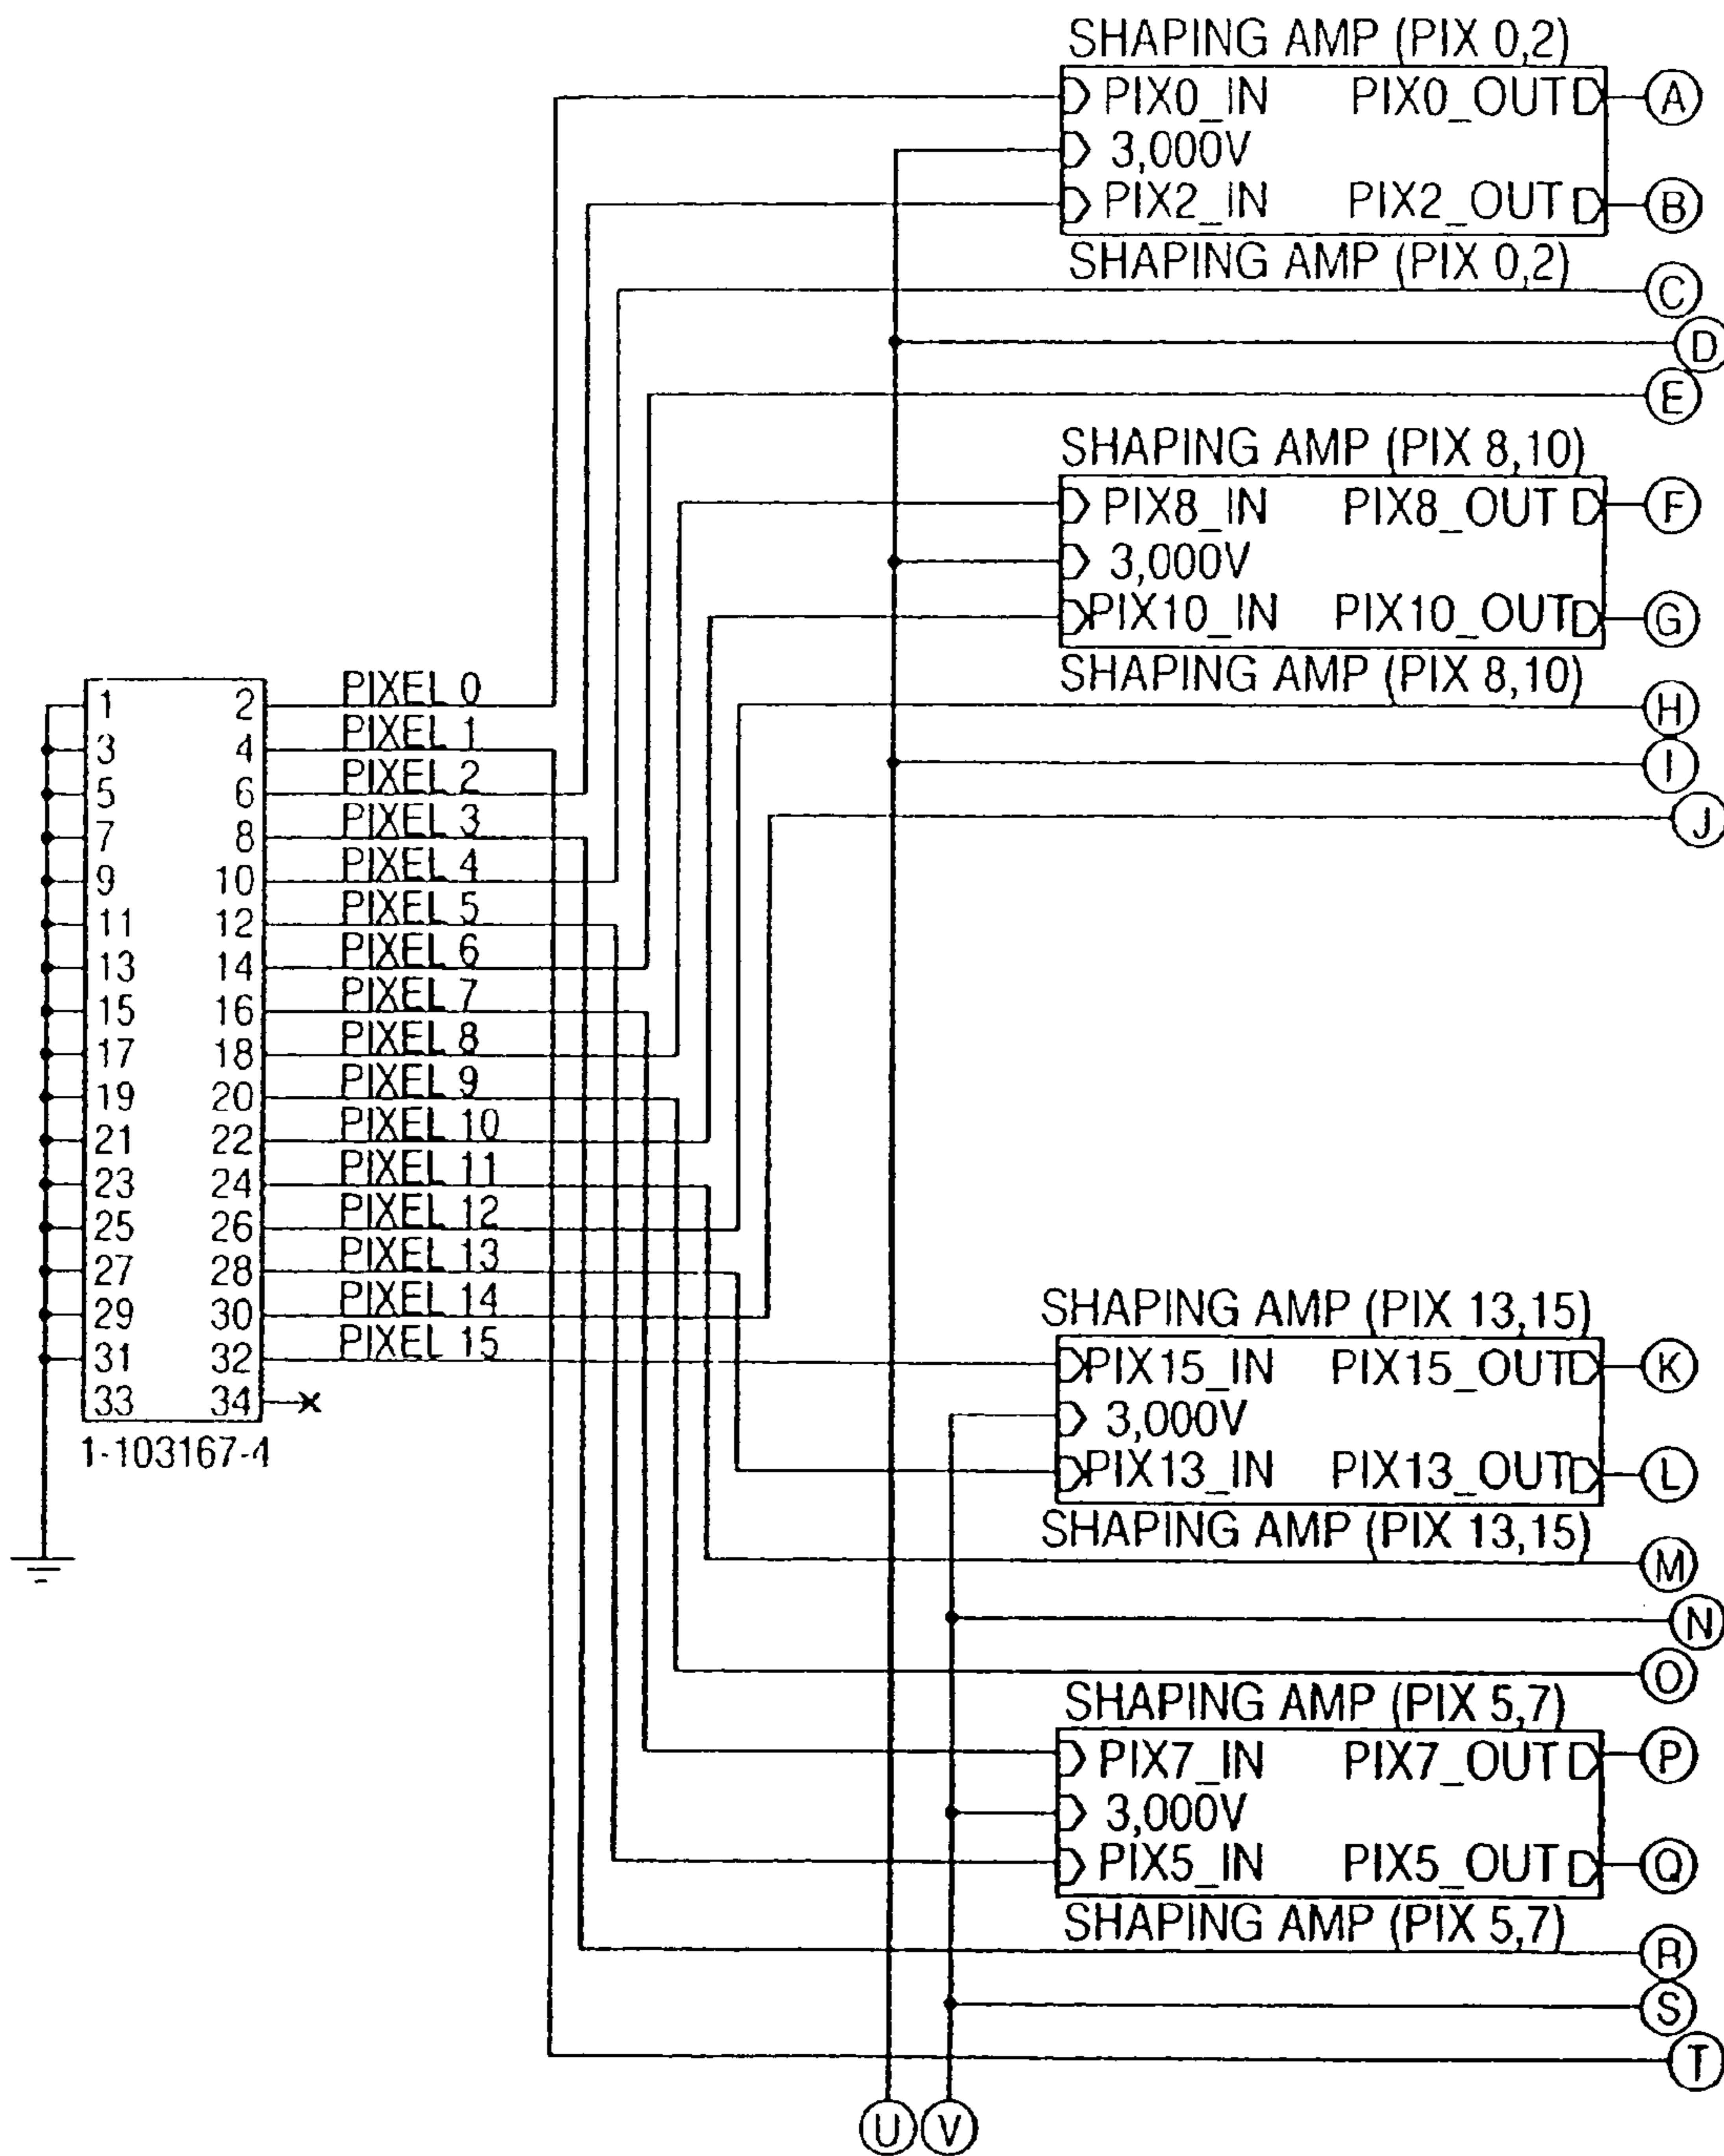 SHAPING AMP (PIX 0,2)
PIX0_IN PIX0_OUT A
3,000V
PIX2_IN PIX2_OUT B
SHAPING AMP (PIX 0,2)
C
D
E
SHAPING AMP (PIX 8,10)
PIX8_IN PIX8_OUT F
3,000V
PIX10_IN PIX10_OUT G
SHAPING AMP (PIX 8,10)
H
I
J
1 2 PIXEL 0
3 4 PIXEL 1
5 6 PIXEL 2
7 8 PIXEL 3
9 10 PIXEL 4
11 12 PIXEL 5
13 14 PIXEL 6
15 16 PIXEL 7
17 18 PIXEL 8
19 20 PIXEL 9
21 22 PIXEL 10
23 24 PIXEL 11
25 26 PIXEL 12
27 28 PIXEL 13
29 30 PIXEL 14
31 32 PIXEL 15
33 34
1-103167-4
SHAPING AMP (PIX 13,15)
PIX15_IN PIX15_OUT K
3,000V
PIX13_IN PIX13_OUT L
SHAPING AMP (PIX 13,15)
M
N
O
SHAPING AMP (PIX 5,7)
PIX7_IN PIX7_OUT P
3,000V
PIX5_IN PIX5_OUT Q
SHAPING AMP (PIX 5,7)
R
S
T
U V